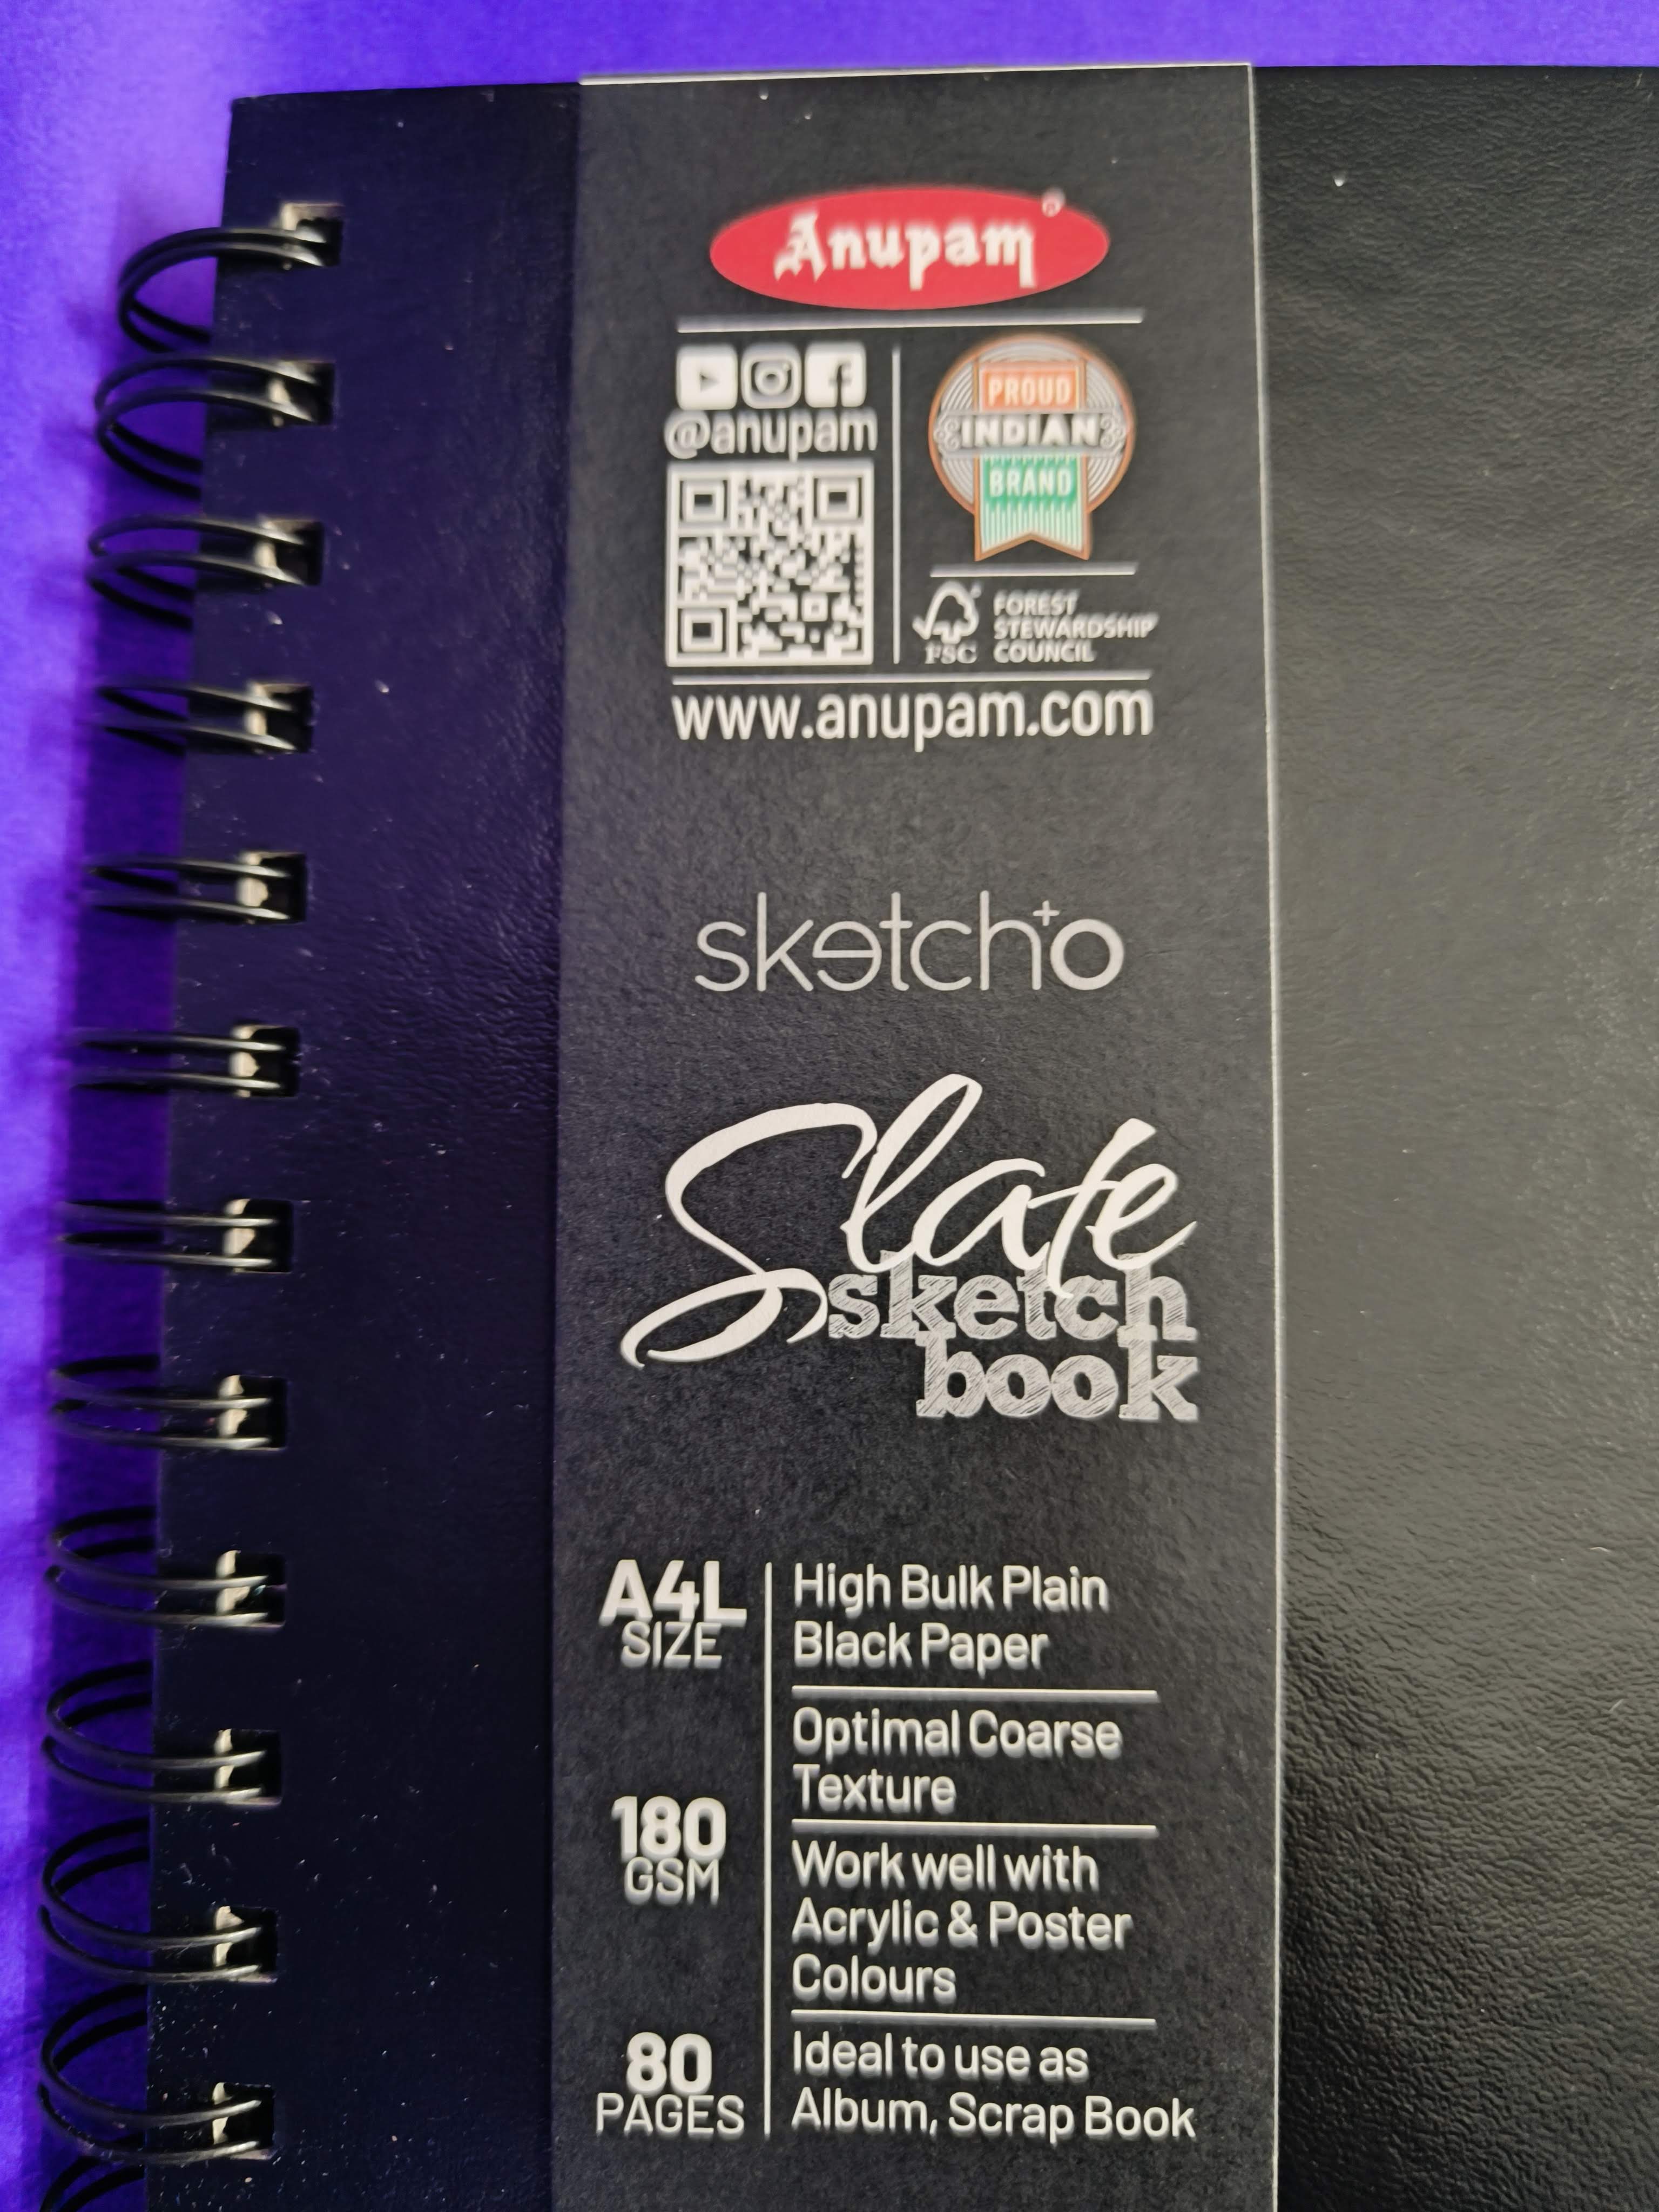 Anupam®
@anupam
PROUD
INDIAN
BRAND
FSC®
FOREST
STEWARDSHIP
COUNCIL
www.anupam.com
sketch+o
Slate
sketch
book
A4L
SIZE
180
GSM
80
PAGES
High Bulk Plain
Black Paper
Optimal Coarse
Texture
Work well with
Acrylic & Poster
Colours
Ideal to use as
Album, Scrap Book